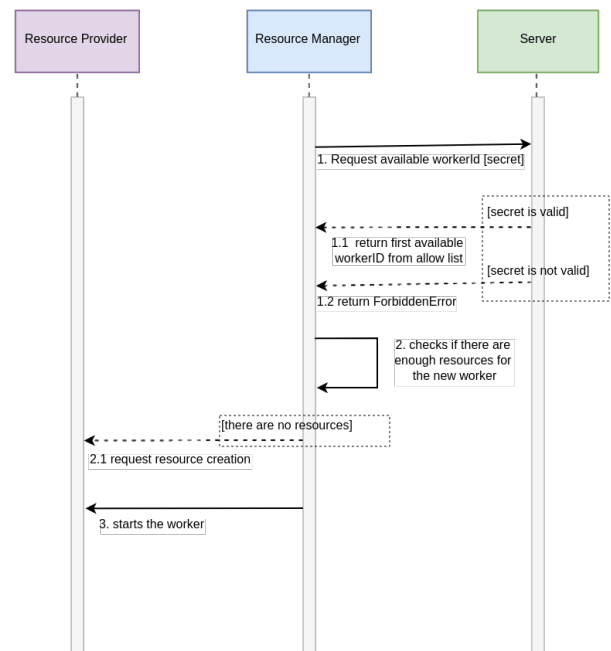 Resource Provider
Resource Manager
Server
1. Request available workerId [secret]
[secret is valid]
1.1 return first available
workerID from allow list
[secret is not valid]
1.2 return ForbiddenError
2. checks if there are
enough resources for
the new worker
[there are no resources]
2.1 request resource creation
3. starts the worker